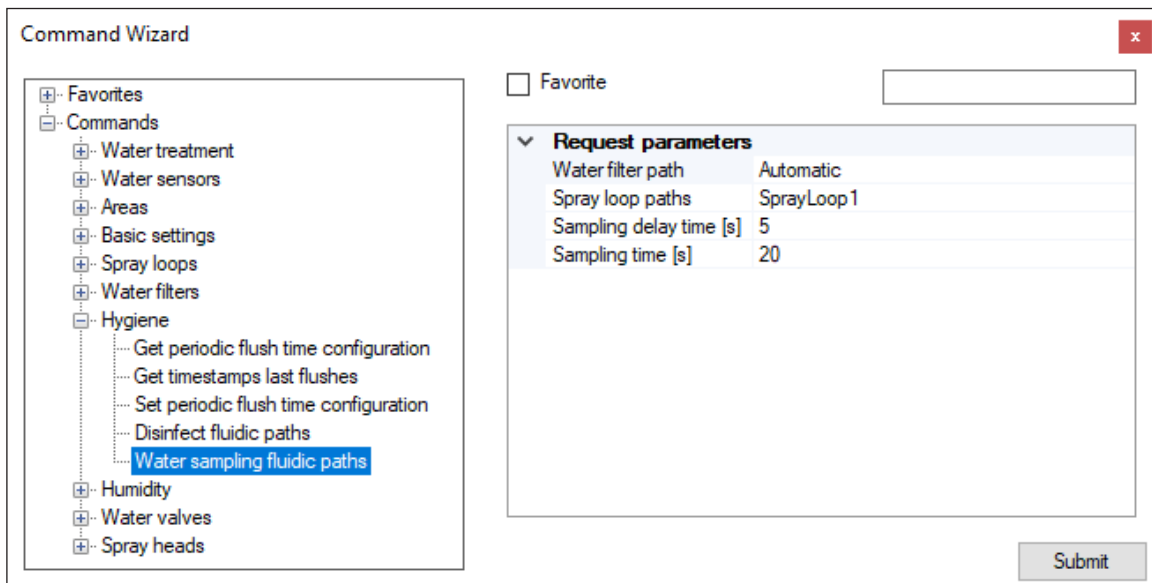 Command Wizard
x
Favorites
Commands
Water treatment
Water sensors
Areas
Basic settings
Spray loops
Water filters
Hygiene
Get periodic flush time configuration
Get timestamps last flushes
Set periodic flush time configuration
Disinfect fluidic paths
Water sampling fluidic paths
Humidity
Water valves
Spray heads
Favorite
Request parameters
Water filter path Automatic
Spray loop paths SprayLoop1
Sampling delay time [s] 5
Sampling time [s] 20
Submit